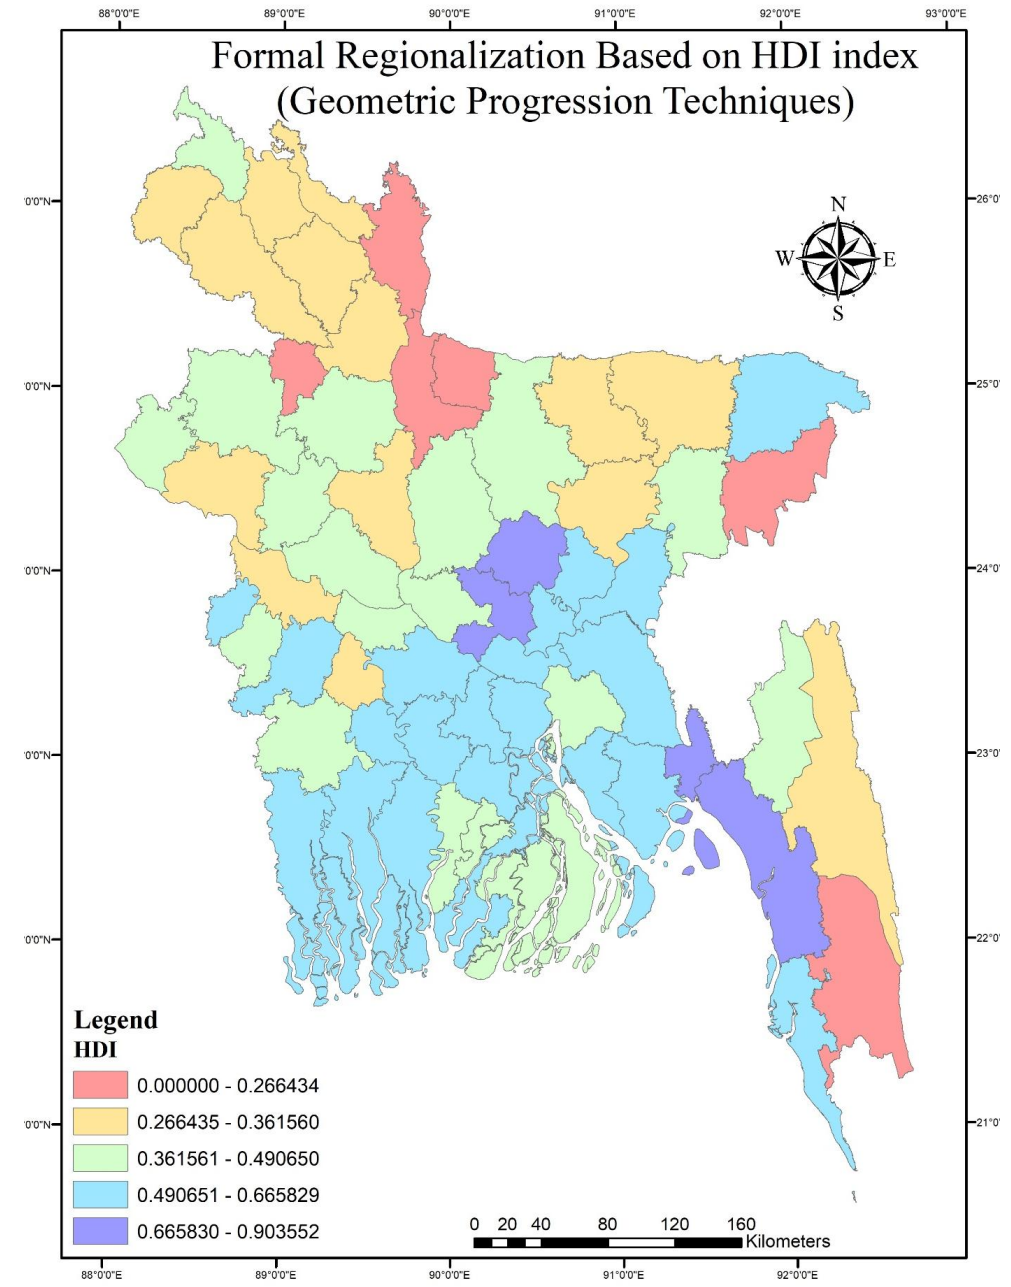 88°0'0"E 89°0'0"E 90°0'0"E 91°0'0"E 92°0'0"E 93°0'0"E
Formal Regionalization Based on HDI index
(Geometric Progression Techniques)
0'0"N 26°0'
N
W E
S
0'0"N 25°0'
0'0"N 24°0'
0'0"N 23°0'
0'0"N 22°0'
Legend
HDI
0.000000 - 0.266434
0.266435 - 0.361560
0'0"N 21°0'
0.361561 - 0.490650
0.490651 - 0.665829
0.665830 - 0.903552
0 20 40 80 120 160
Kilometers
88°0'0"E 89°0'0"E 90°0'0"E 91°0'0"E 92°0'0"E